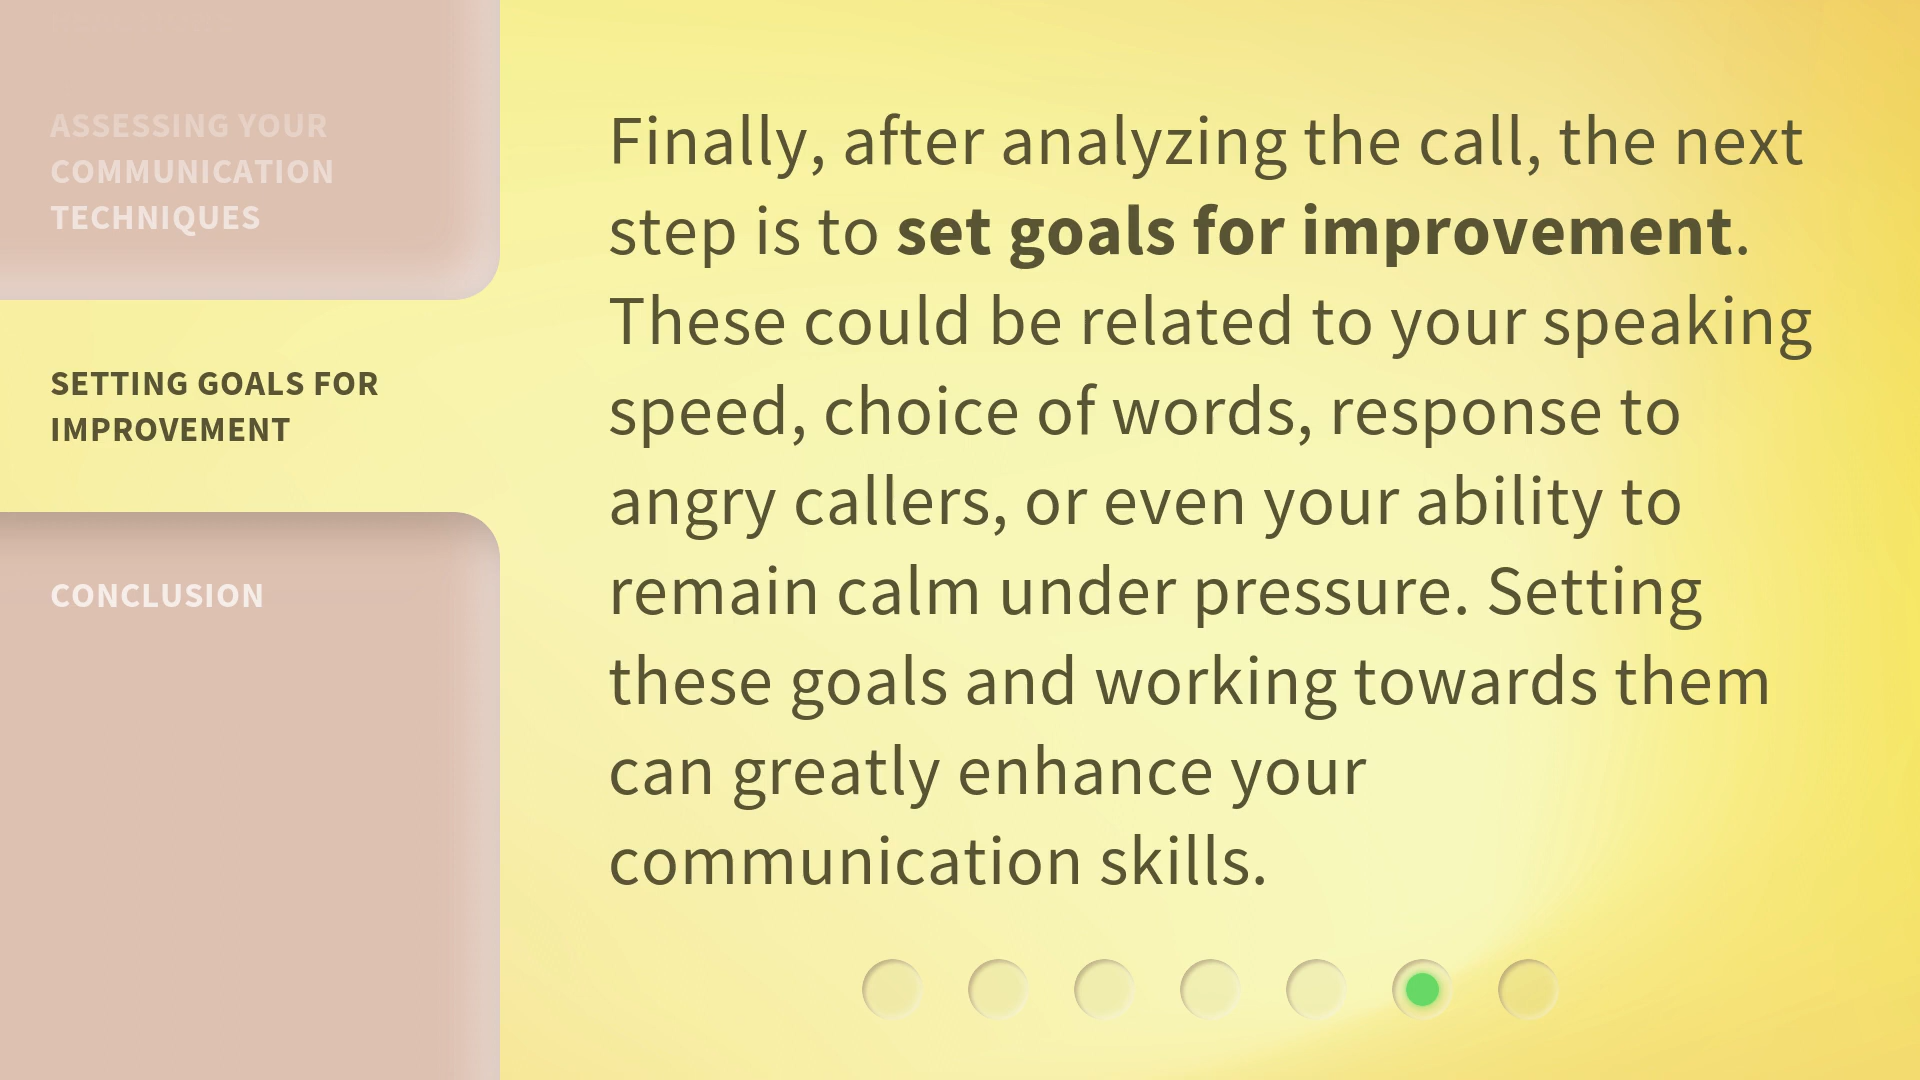 ASSESSING YOUR
COMMUNICATION
TECHNIQUES
SETTING GOALS FOR
IMPROVEMENT
CONCLUSION
Finally, after analyzing the call, the next
step is to set goals for improvement.
These could be related to your speaking
speed, choice of words, response to
angry callers, or even your ability to
remain calm under pressure. Setting
these goals and working towards them
can greatly enhance your
communication skills.